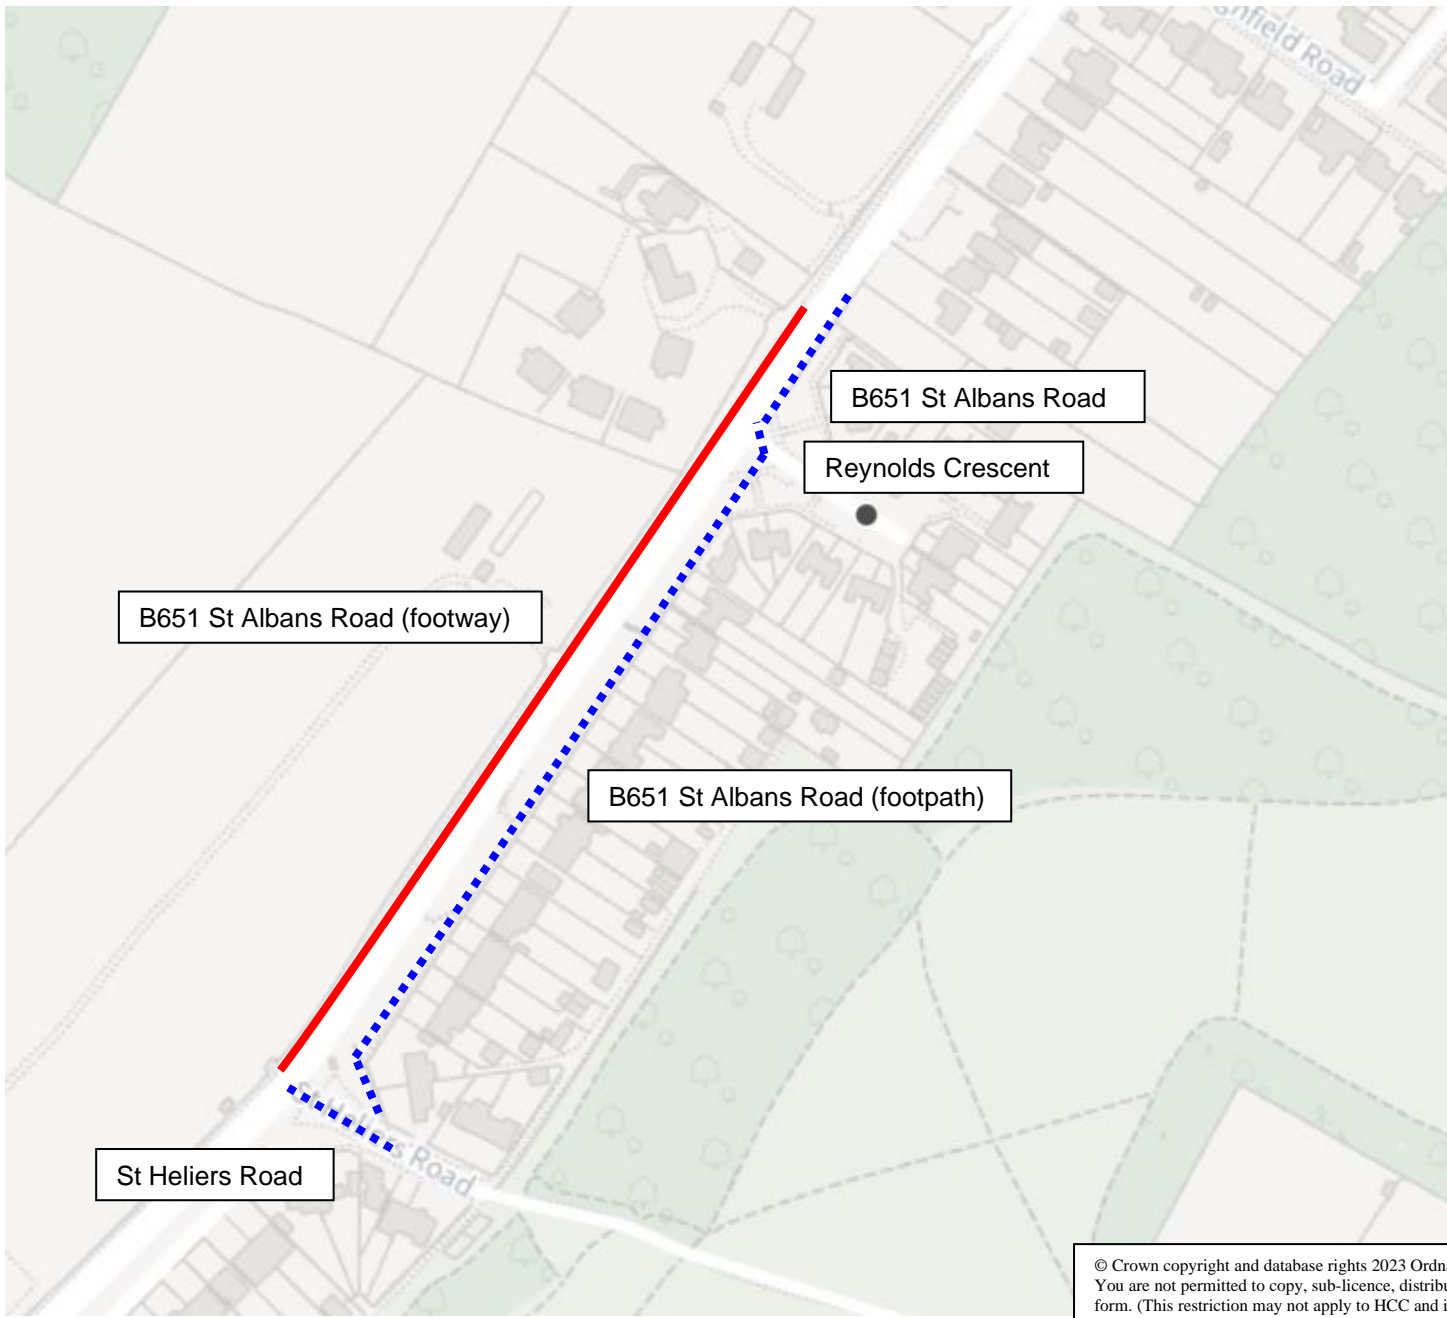 Road
B651 St Albans Road
Reynolds Crescent
B651 St Albans Road (footway)
B651 St Albans Road (footpath)
St Heliers Road
St Heliers Road
© Crown copyright and database rights 2023 Ordn
You are not permitted to copy, sub-licence, distribu
form. (This restriction may not apply to HCC and i